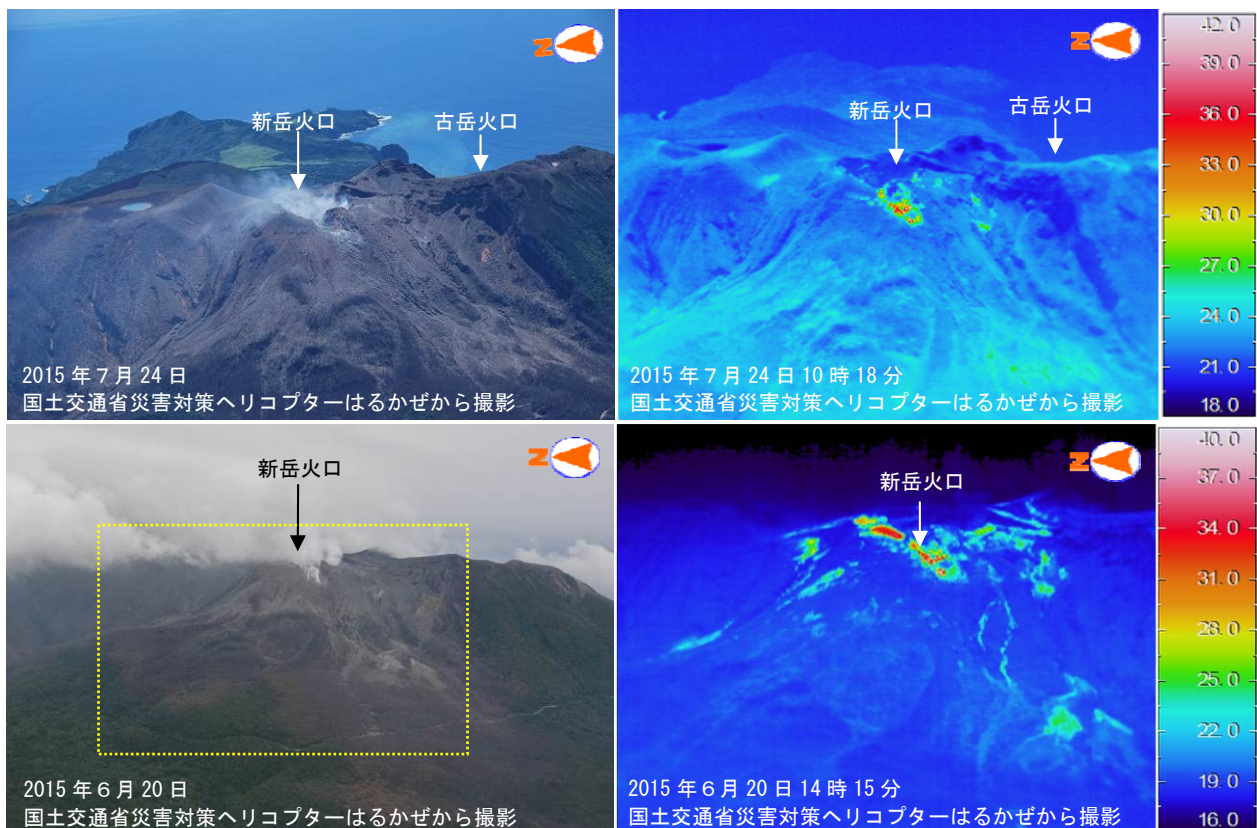 N
新岳火口
古岳火口
2015年7月24日
国土交通省災害対策ヘリコプターはるかぜから撮影
N
新岳火口
古岳火口
2015年7月24日10時18分
国土交通省災害対策ヘリコプターはるかぜから撮影
42.0
39.0
36.0
33.0
30.0
27.0
24.0
21.0
18.0
N
新岳火口
2015年6月20日
国土交通省災害対策ヘリコプターはるかぜから撮影
N
新岳火口
2015年6月20日14時15分
国土交通省災害対策ヘリコプターはるかぜから撮影
40.0
37.0
34.0
31.0
28.0
25.0
22.0
19.0
16.0